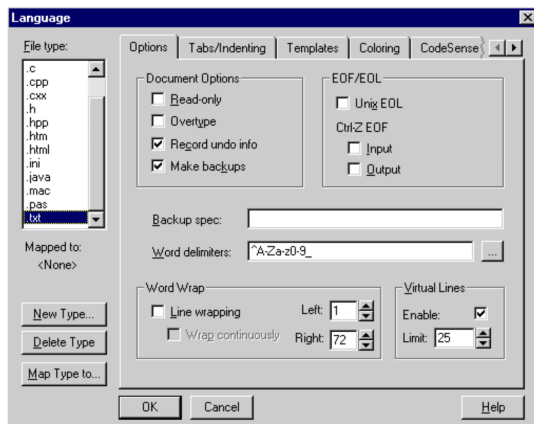 Language
File type:
.c
.cpp
.cxx
.h
.hpp
.htm
.html
.ini
.java
.mac
.pas
.txt
Mapped to:
<None>
New Type...
Delete Type
Map Type to...
Options Tabs/Indenting Templates Coloring CodeSense
Document Options
Read-only
Overtype
Record undo info
Make backups
EOF/EOL
Unix EOL
Ctrl-Z EOF
Input
Output
Backup spec:
Word delimiters: ^A-Za-z0-9_ ...
Word Wrap
Line wrapping
Wrap continuously
Left: 1
Right: 72
Virtual Lines
Enable:
Limit: 25
OK Cancel Help